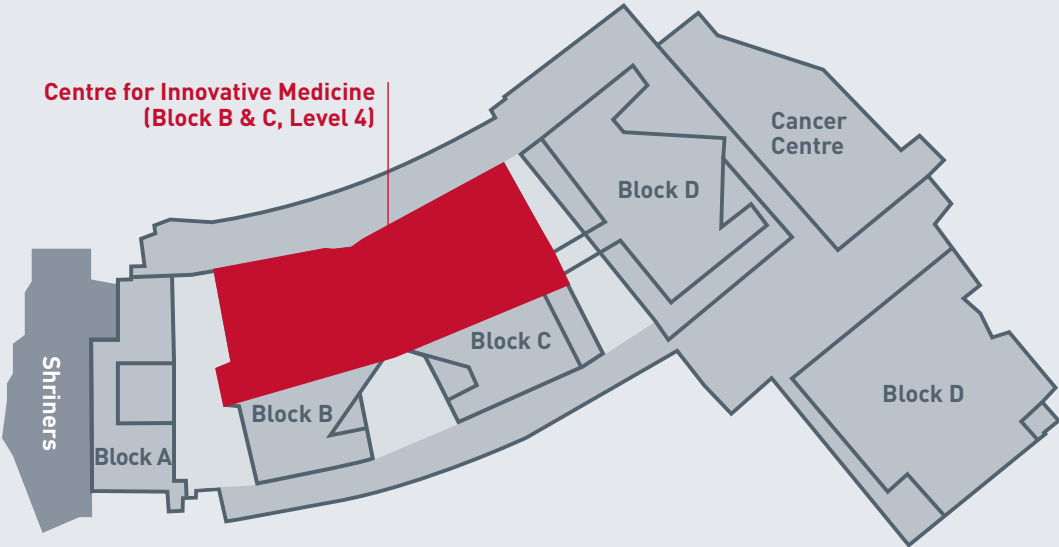 Centre for Innovative Medicine
(Block B & C, Level 4)
Cancer
Centre
Block D
Block C
Shriners
Block D
Block B
Block A